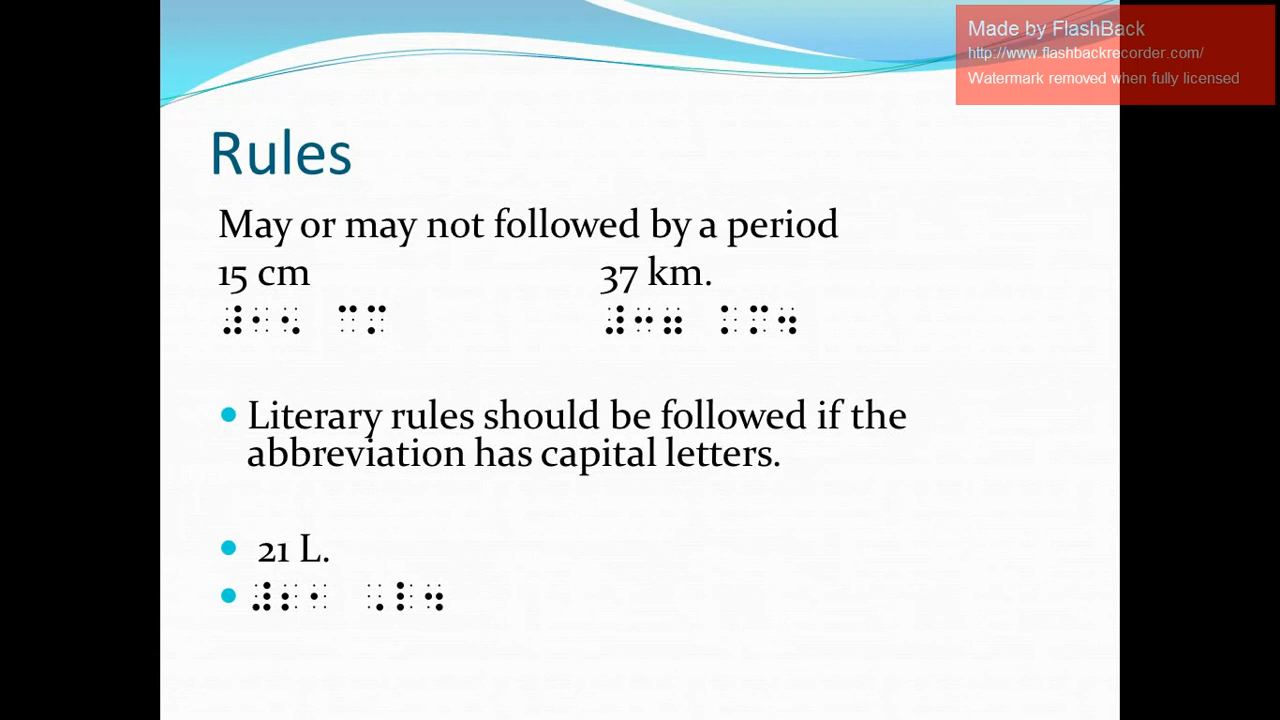 Made by FlashBack
http://www.flashbackrecorder.com/
Watermark removed when fully licensed
Rules
May or may not followed by a period
15 cm 37 km.
⠼⠂⠢ ⠉⠍ ⠼⠒⠶ ⠅⠍⠲
• Literary rules should be followed if the
abbreviation has capital letters.
• 21 L.
• ⠼⠆⠂ ⠠⠇⠲